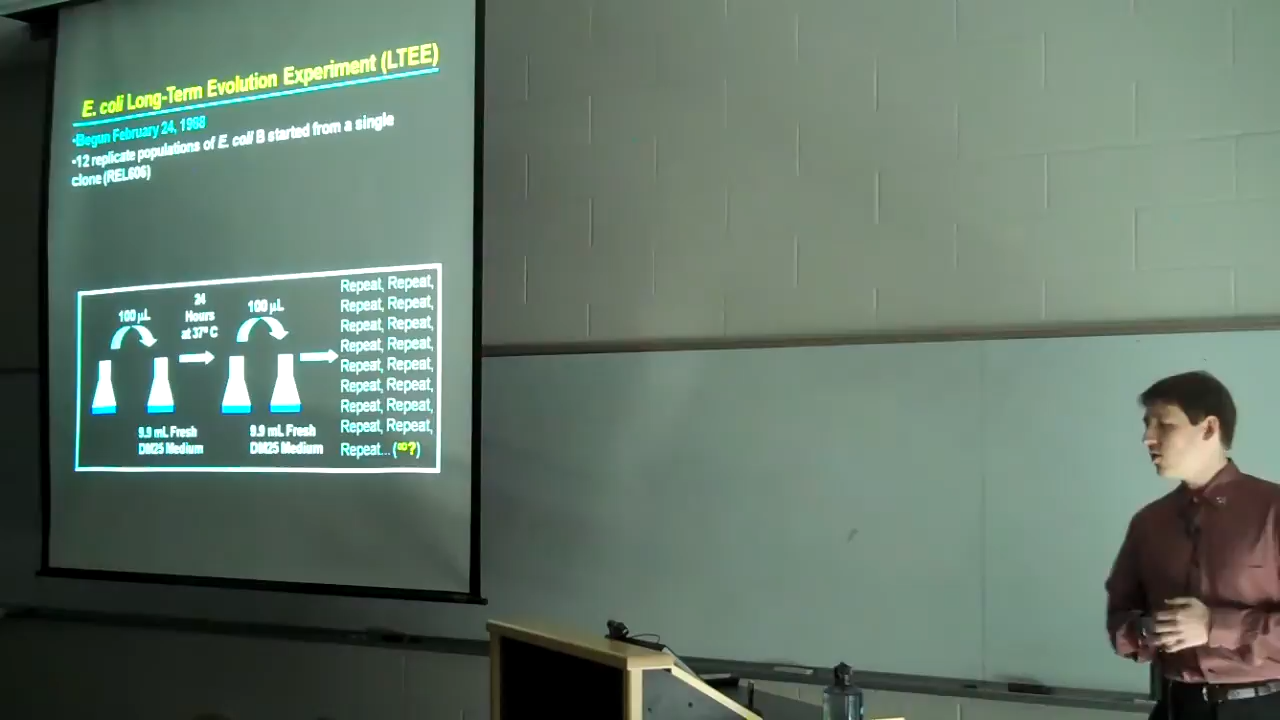 E. coli Long-Term Evolution Experiment (LTEE)
•Begun February 24, 1988
•12 replicate populations of E. coli B started from a single
clone (REL606)
100 µL
24
Hours
at 37º C
100 µL
9.9 mL Fresh
DM25 Medium
9.9 mL Fresh
DM25 Medium
Repeat, Repeat,
Repeat, Repeat,
Repeat, Repeat,
Repeat, Repeat,
Repeat, Repeat,
Repeat, Repeat,
Repeat, Repeat,
Repeat, Repeat,
Repeat... (∞?)